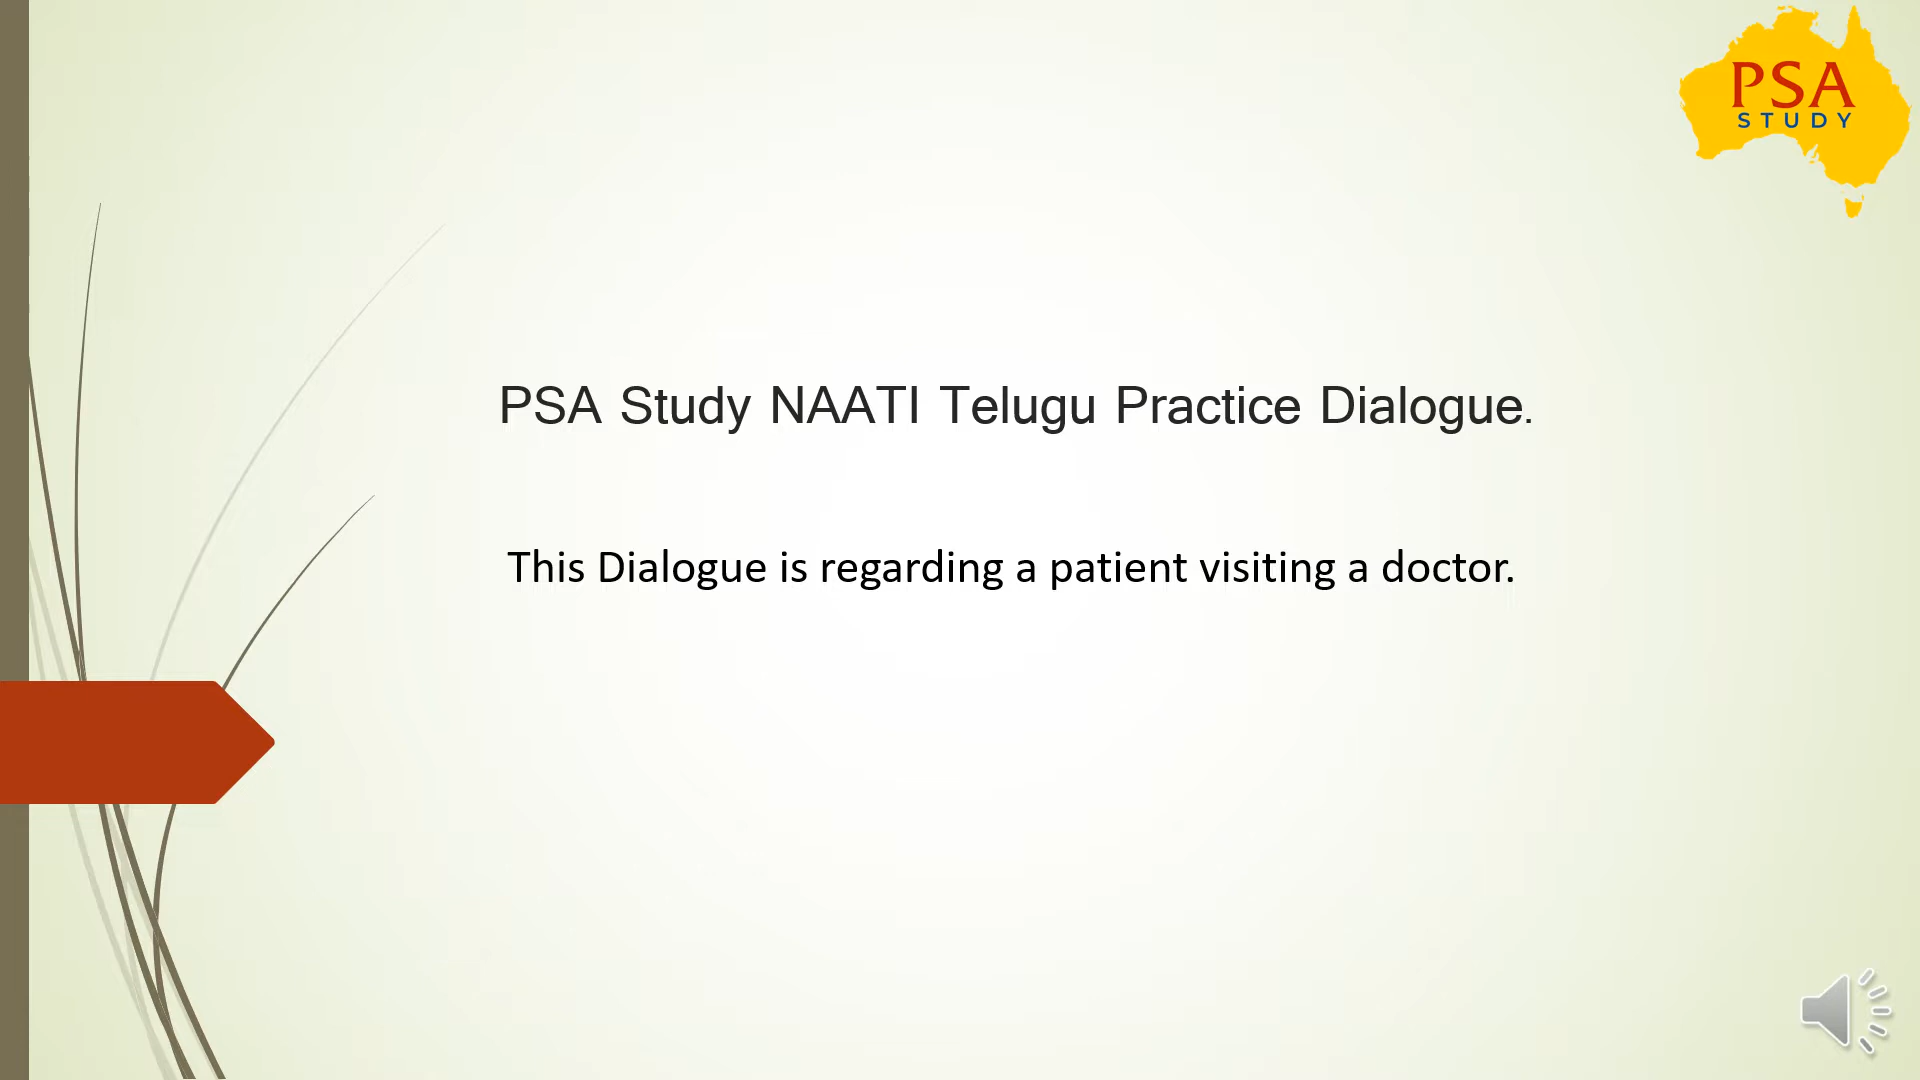 PSA
STUDY
PSA Study NAATI Telugu Practice Dialogue.
This Dialogue is regarding a patient visiting a doctor.